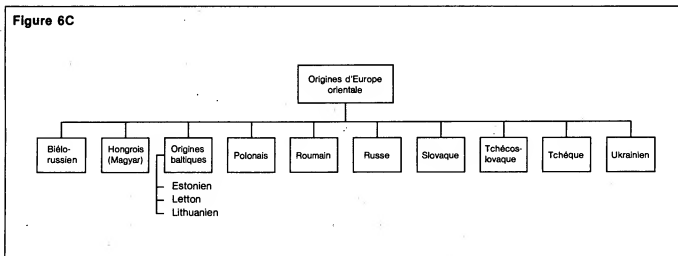 Figure 6C
Origines d'Europe
orientale
Biélo-
russien
Hongrois
(Magyar)
Origines
baltiques
Estonien
Letton
Lithuanien
Polonais
Roumain
Russe
Slovaque
Tchécos-
lovaque
Tchéque
Ukrainien